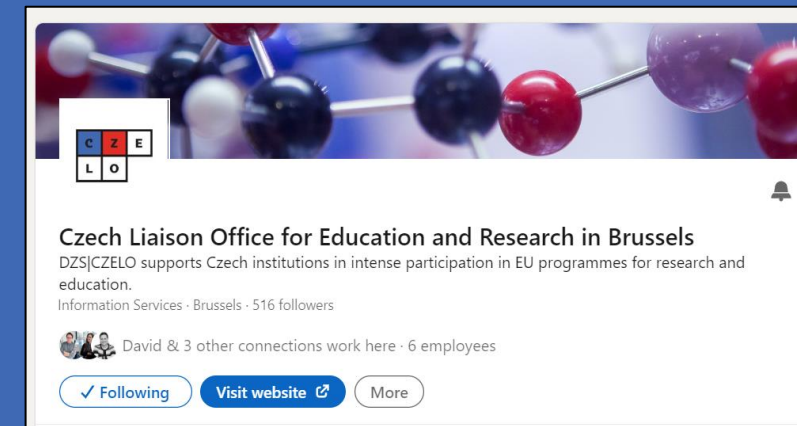 C Z E
L O
Czech Liaison Office for Education and Research in Brussels
DZS|CZELO supports Czech institutions in intense participation in EU programmes for research and
education.
Information Services · Brussels · 516 followers
David & 3 other connections work here · 6 employees
✓ Following
Visit website
More